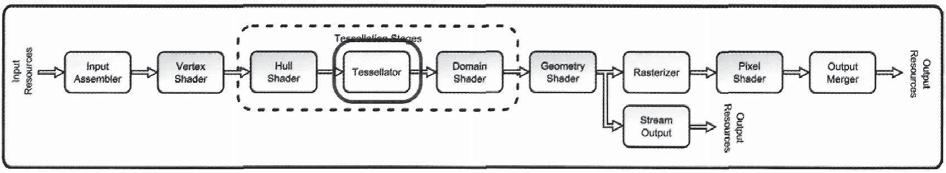 Tessellation Stages
Input
Resources
Input
Assembler
Vertex
Shader
Hull
Shader
Tessellator
Domain
Shader
Geometry
Shader
Rasterizer
Pixel
Shader
Output
Merger
Output
Resources
Stream
Output
Output
Resources